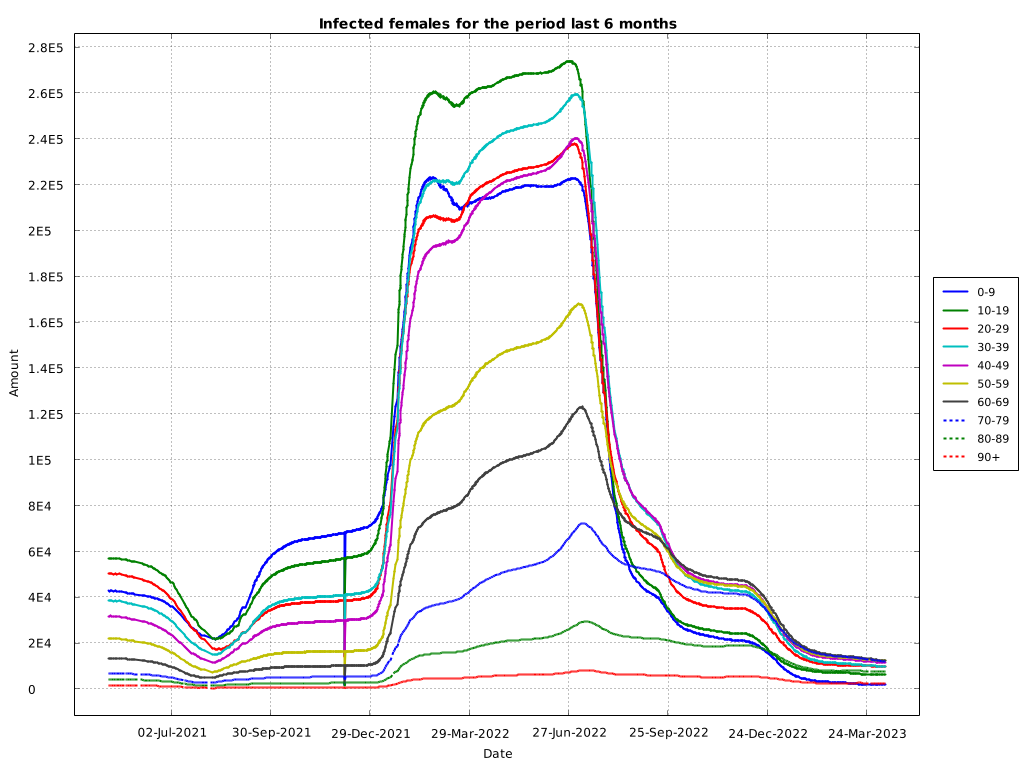 Infected females for the period last 6 months
2.8E5
2.6E5
2.4E5
2.2E5
2E5
1.8E5
1.6E5
1.4E5
1.2E5
1E5
8E4
6E4
4E4
2E4
0
Amount
02-Jul-2021 30-Sep-2021 29-Dec-2021 29-Mar-2022 27-Jun-2022 25-Sep-2022 24-Dec-2022 24-Mar-2023
Date
0-9
10-19
20-29
30-39
40-49
50-59
60-69
70-79
80-89
90+